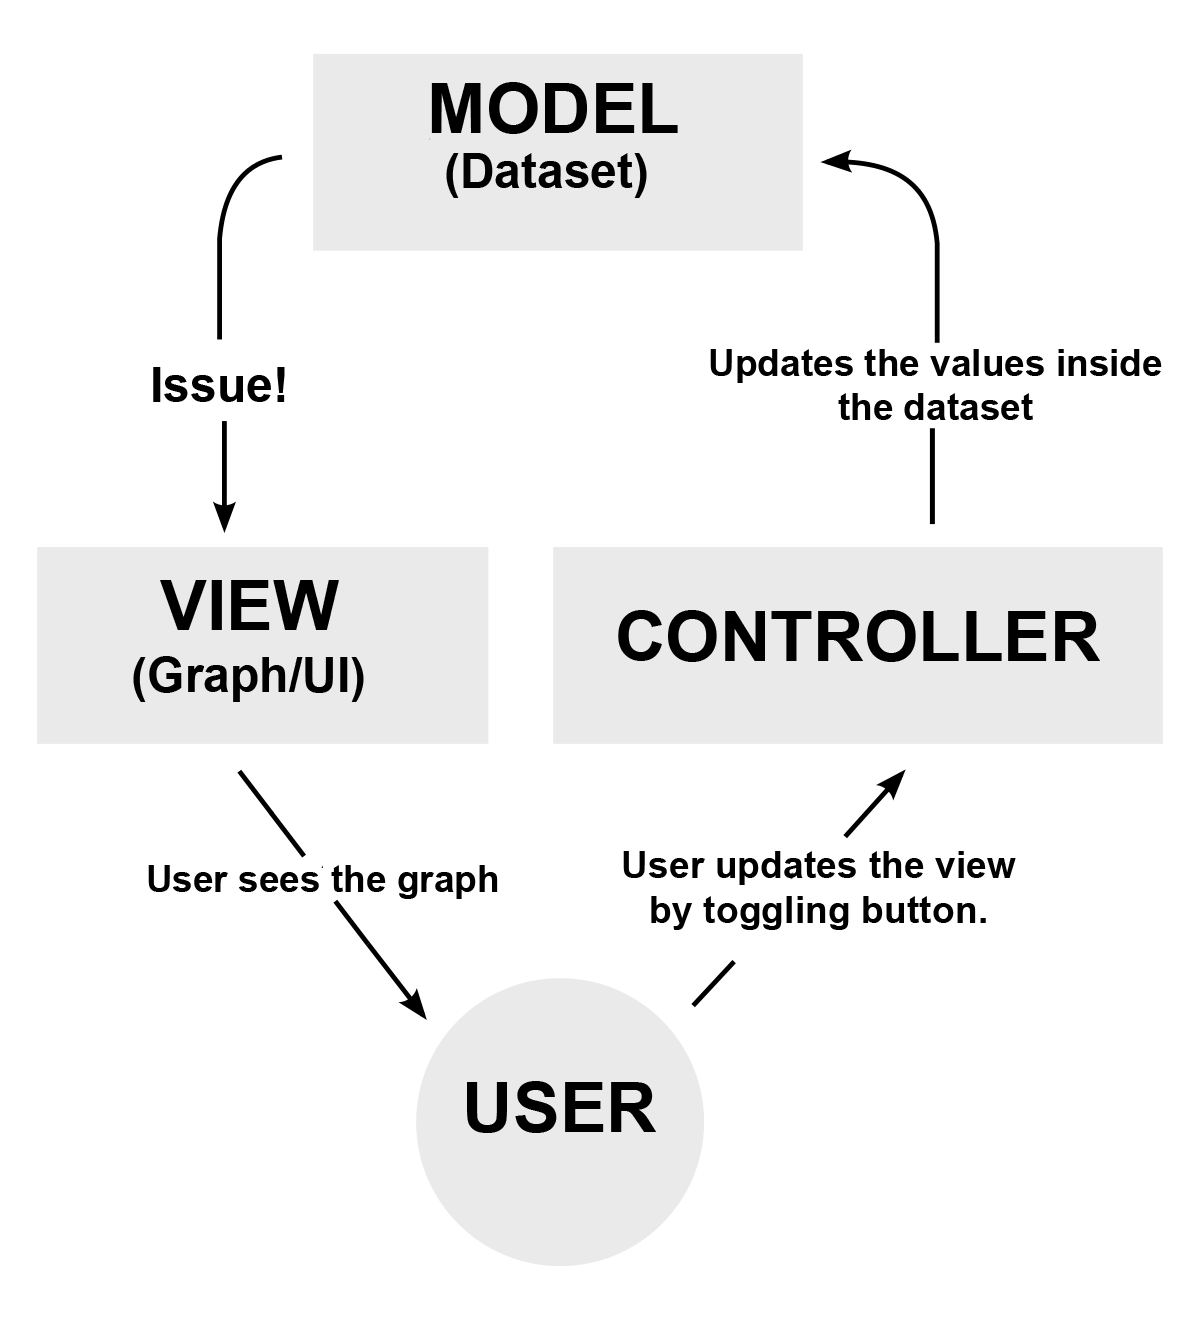 MODEL
(Dataset)
Issue!
Updates the values inside
the dataset
VIEW
(Graph/UI)
CONTROLLER
User sees the graph
User updates the view
by toggling button.
USER